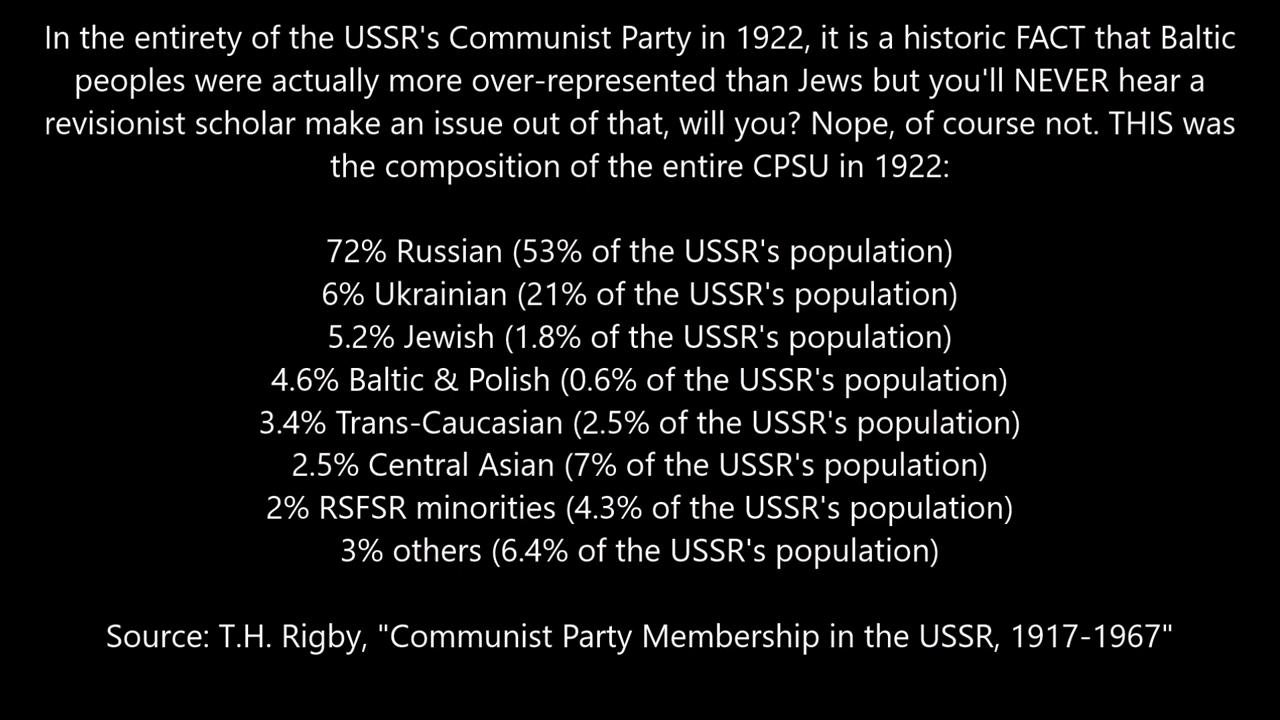 In the entirety of the USSR's Communist Party in 1922, it is a historic FACT that Baltic
peoples were actually more over-represented than Jews but you'll NEVER hear a
revisionist scholar make an issue out of that, will you? Nope, of course not. THIS was
the composition of the entire CPSU in 1922:
72% Russian (53% of the USSR's population)
6% Ukrainian (21% of the USSR's population)
5.2% Jewish (1.8% of the USSR's population)
4.6% Baltic & Polish (0.6% of the USSR's population)
3.4% Trans-Caucasian (2.5% of the USSR's population)
2.5% Central Asian (7% of the USSR's population)
2% RSFSR minorities (4.3% of the USSR's population)
3% others (6.4% of the USSR's population)
Source: T.H. Rigby, "Communist Party Membership in the USSR, 1917-1967"